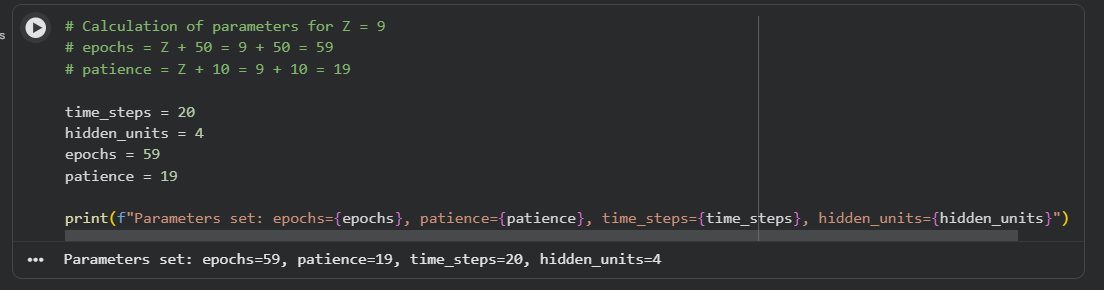 s
# Calculation of parameters for Z = 9
# epochs = Z + 50 = 9 + 50 = 59
# patience = Z + 10 = 9 + 10 = 19
time_steps = 20
hidden_units = 4
epochs = 59
patience = 19
print(f"Parameters set: epochs={epochs}, patience={patience}, time_steps={time_steps}, hidden_units={hidden_units}")
Parameters set: epochs=59, patience=19, time_steps=20, hidden_units=4